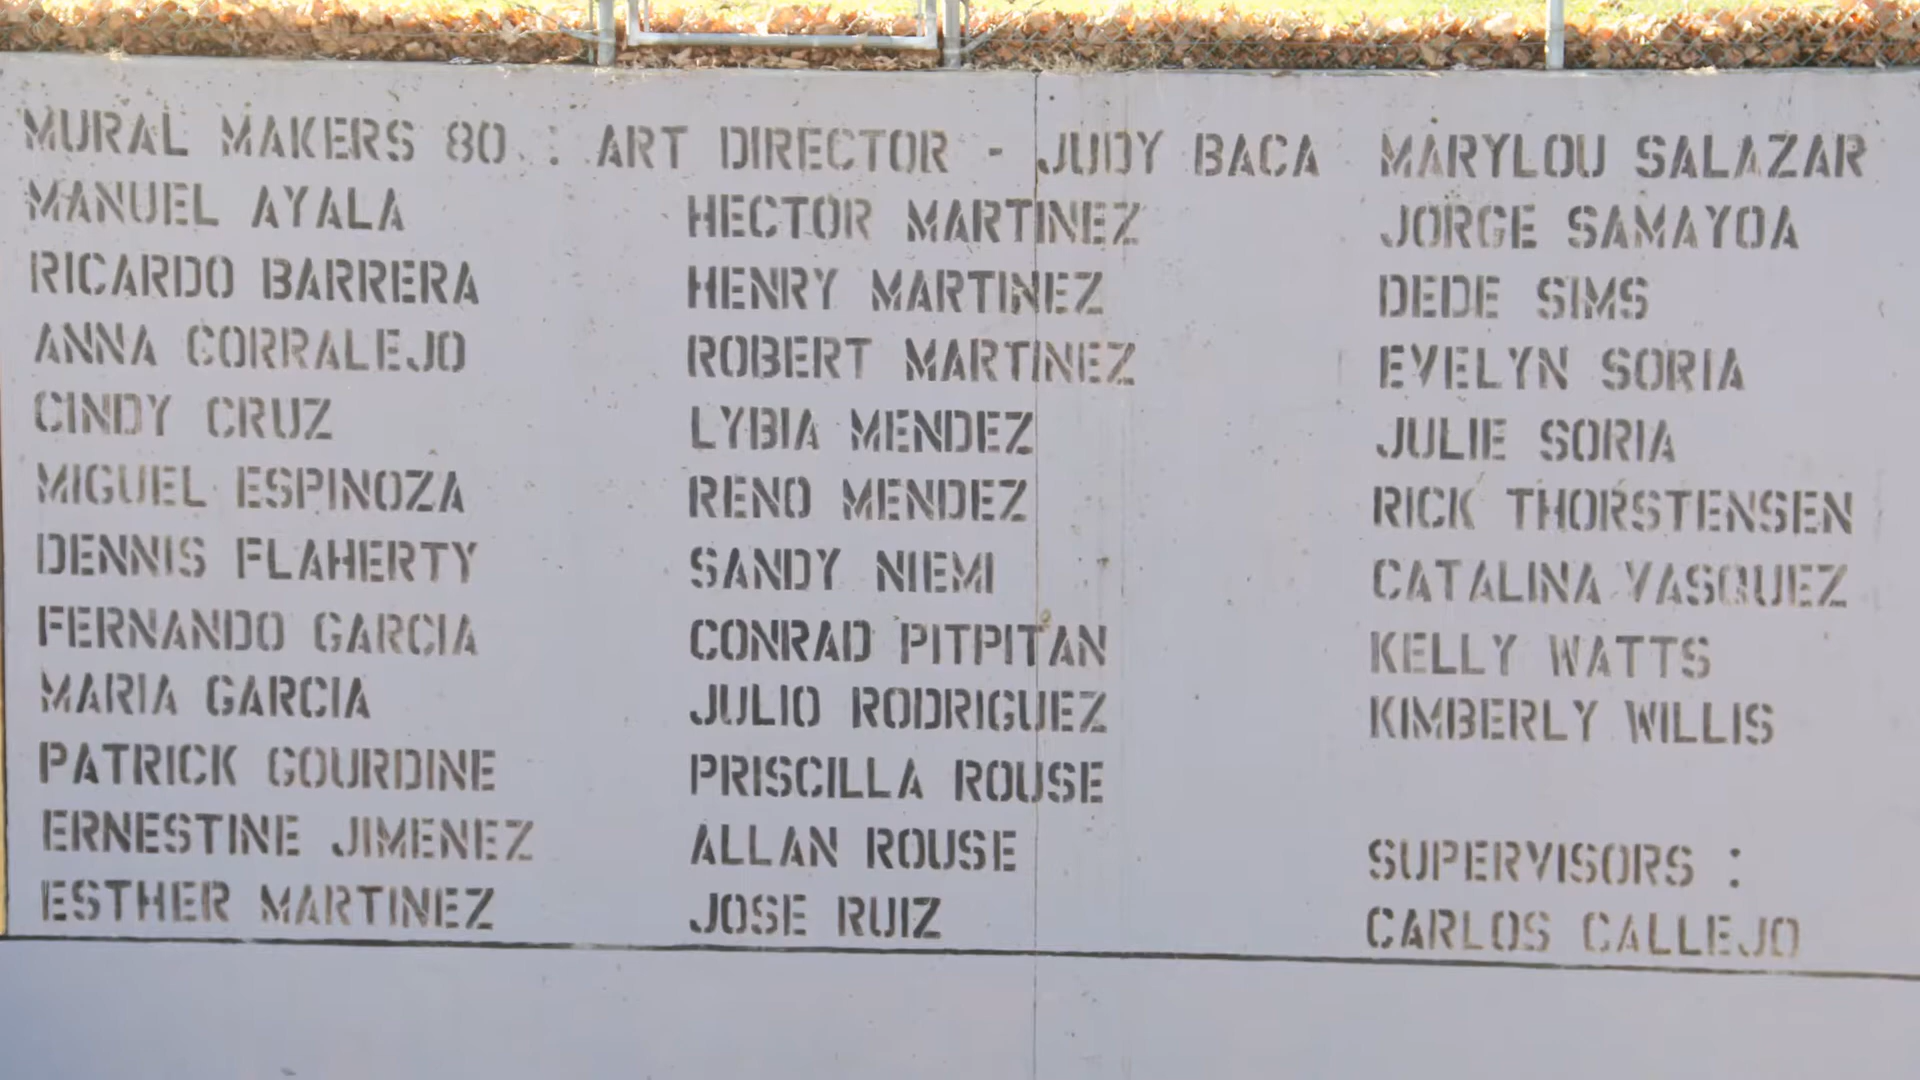 MURAL MAKERS 80 : ART DIRECTOR - JUDY BACA
MANUEL AYALA
RICARDO BARRERA
ANNA CORRALEJO
CINDY CRUZ
MIGUEL ESPINOZA
DENNIS FLAHERTY
FERNANDO GARCIA
MARIA GARCIA
PATRICK GOURDINE
ERNESTINE JIMENEZ
ESTHER MARTINEZ
HECTOR MARTINEZ
HENRY MARTINEZ
ROBERT MARTINEZ
LYBIA MENDEZ
RENO MENDEZ
SANDY NIEMI
CONRAD PITPITAN
JULIO RODRIGUEZ
PRISCILLA ROUSE
ALLAN ROUSE
JOSE RUIZ
MARYLOU SALAZAR
JORGE SAMAYOA
DEDE SIMS
EVELYN SORIA
JULIE SORIA
RICK THORSTENSEN
CATALINA VASQUEZ
KELLY WATTS
KIMBERLY WILLIS
SUPERVISORS :
CARLOS CALLEJO